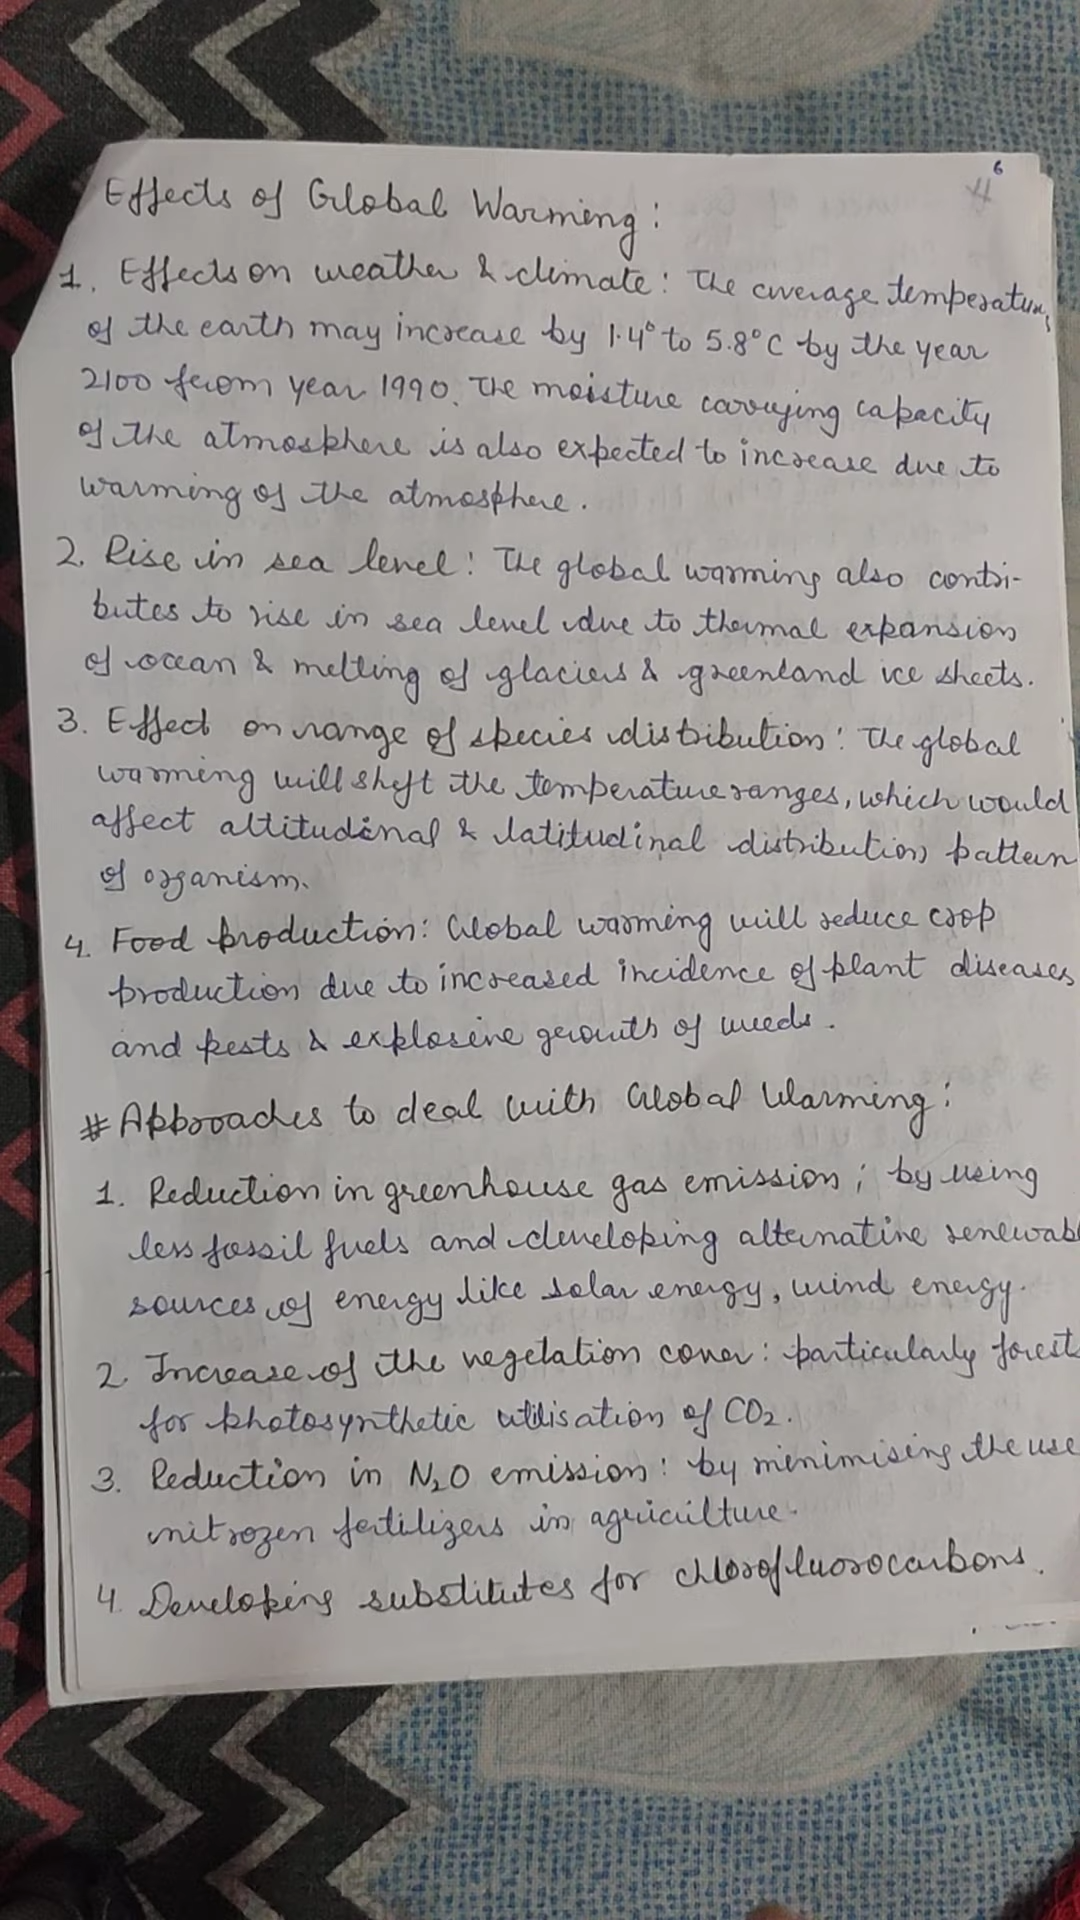 6
Effects of Global Warming:
1. Effects on weather & climate: The average temperature
of the earth may increase by 1.4° to 5.8°C by the year
2100 from year 1990. The moisture carrying capacity
of the atmosphere is also expected to increase due to
warming of the atmosphere.
2. Rise in sea level: The global warming also contri-
butes to rise in sea level due to thermal expansion
of ocean & melting of glaciers & greenland ice sheets.
3. Effect on range of species distribution: The global
warming will shift the temperature ranges, which would
affect altitudinal & latitudinal distribution pattern
of organism.
4. Food production: Global warming will reduce crop
production due to increased incidence of plant diseases
and pests & explosive growth of weeds.
# Approaches to deal with Global Warming:
1. Reduction in greenhouse gas emission; by using
less fossil fuels and developing alternative renewab
sources of energy like solar energy, wind energy.
2. Increase of the vegetation cover: particularly forest
for photosynthetic utilisation of CO2.
3. Reduction in N2O emission: by minimising the use
nitrozen fertilizers in agriculture.
4. Developing substitutes for chlorofluorocarbons.